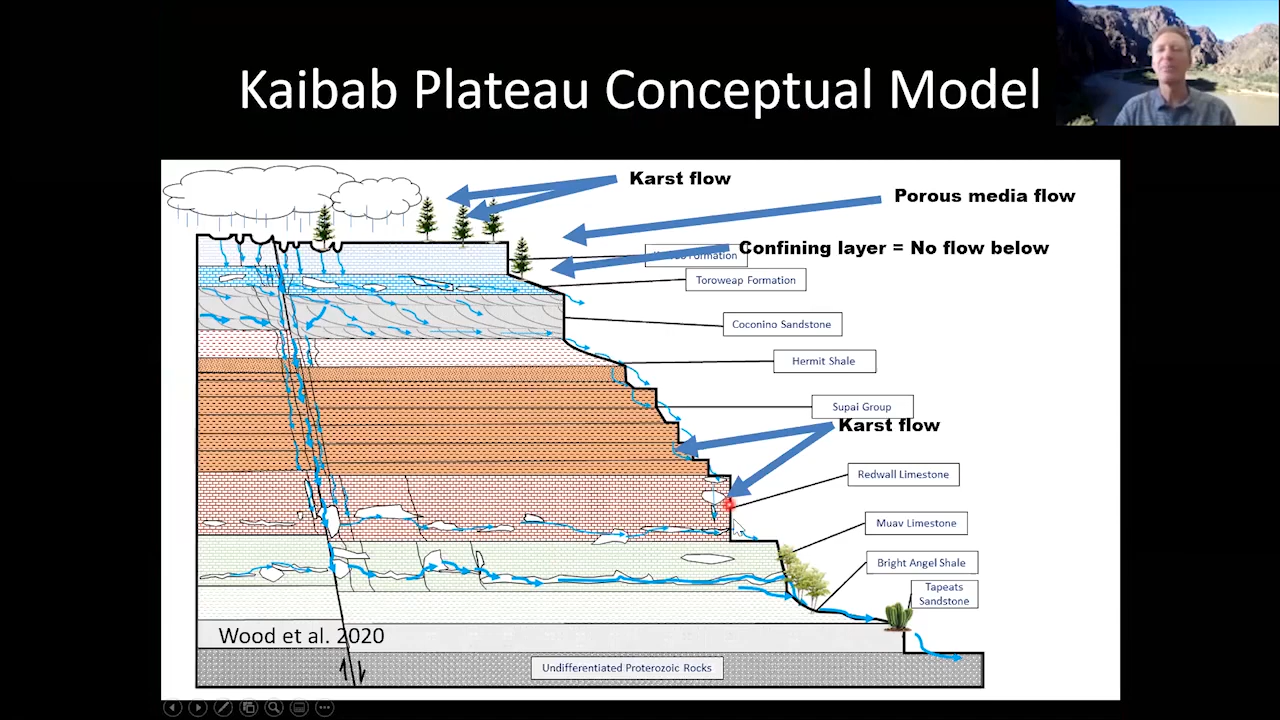 Kaibab Plateau Conceptual Model
Karst flow
Porous media flow
Confining layer = No flow below
Formation
Toroweap Formation
Coconino Sandstone
Hermit Shale
Supai Group
Karst flow
Redwall Limestone
Muav Limestone
Bright Angel Shale
Tapeats
Sandstone
Wood et al. 2020
Undifferentiated Proterozoic Rocks